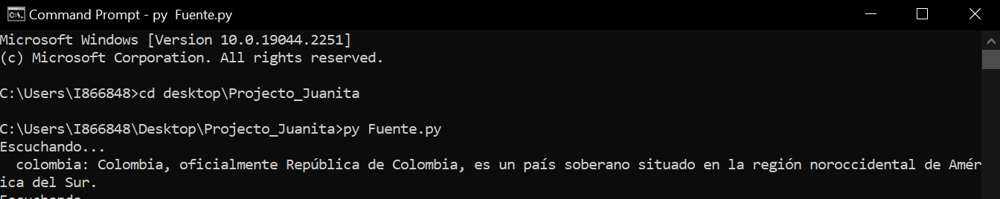 Command Prompt - py  Fuente.py
Microsoft Windows [Version 10.0.19044.2251]
(c) Microsoft Corporation. All rights reserved.
C:\Users\I866848>cd desktop\Projecto_Juanita
C:\Users\I866848\Desktop\Projecto_Juanita>py Fuente.py
Escuchando...
  colombia: Colombia, oficialmente República de Colombia, es un país soberano situado en la región noroccidental de Amér
ica del Sur.
Escuchando